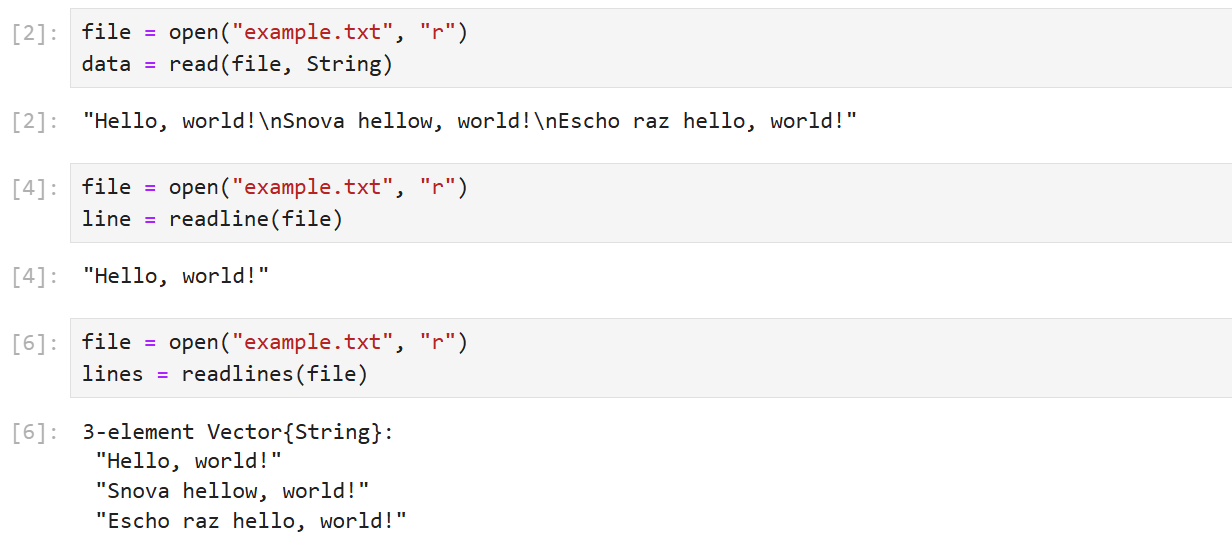 [2]: file = open("example.txt", "r")
data = read(file, String)
[2]: "Hello, world!\nSnova hellow, world!\nEscho raz hello, world!"
[4]: file = open("example.txt", "r")
line = readline(file)
[4]: "Hello, world!"
[6]: file = open("example.txt", "r")
lines = readlines(file)
[6]: 3-element Vector{String}:
"Hello, world!"
"Snova hellow, world!"
"Escho raz hello, world!"